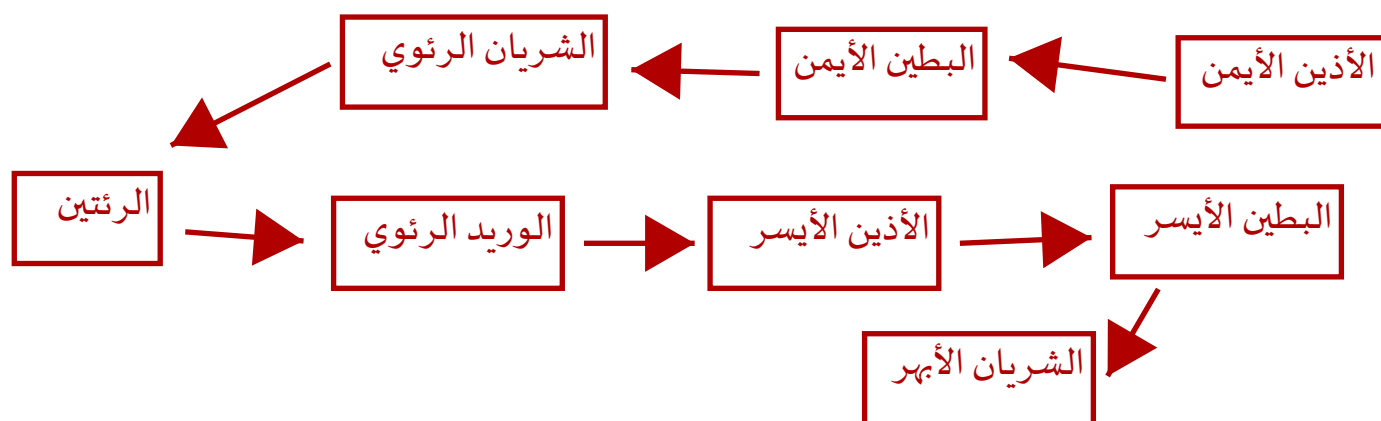 الأذين الأيمن
البطين الأيمن
الشريان الرئوي
الرئتين
الوريد الرئوي
الأذين الأيسر
البطين الأيسر
الشريان الأبهر